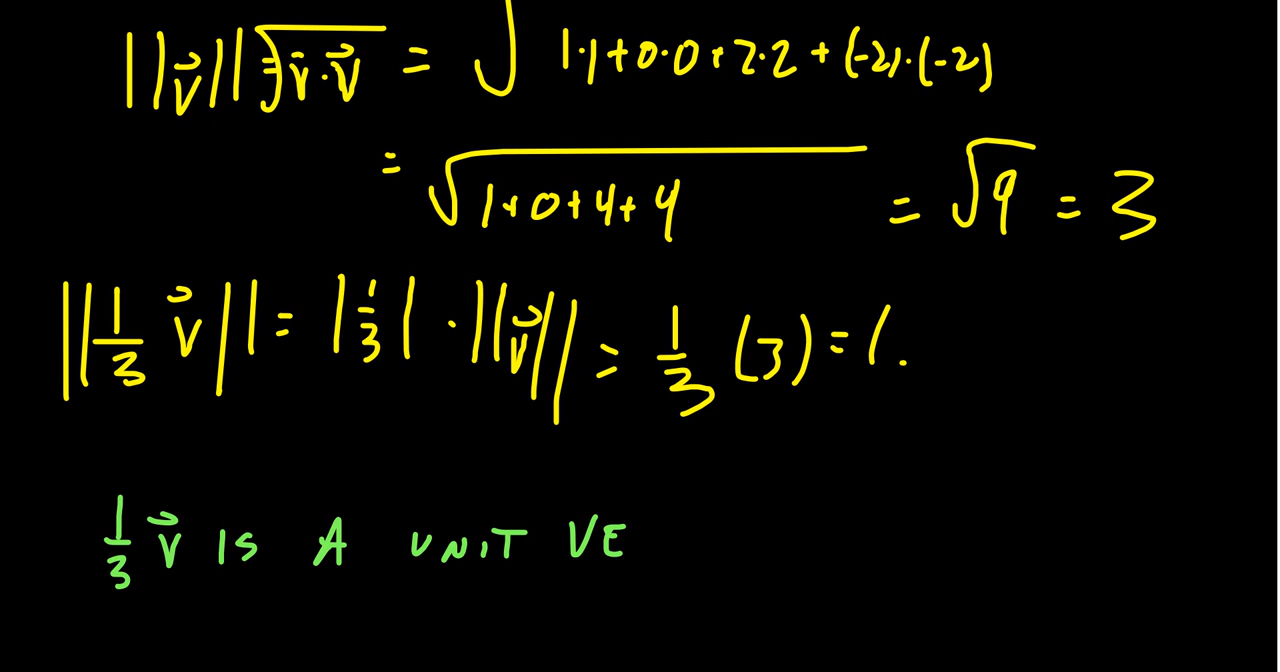 ||v⃗|| = √v⃗·v⃗ = √1·1+0·0+2·2+(-2)·(-2)
= √1+0+4+4 = √9 = 3
||1/3 v⃗|| = |1/3| · ||v⃗|| = 1/3 (3) = 1.
1/3 v⃗ IS A UNIT VE